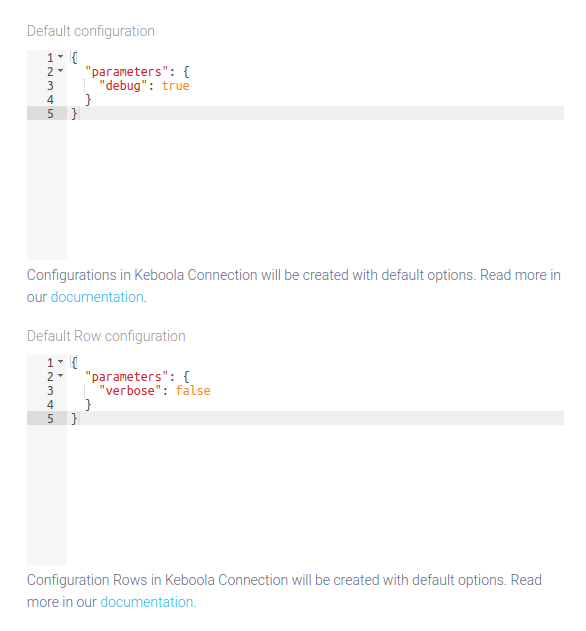 Default configuration
1 {
2 "parameters": {
3 "debug": true
4 }
5 }
Configurations in Keboola Connection will be created with default options. Read more in
our documentation.
Default Row configuration
1 {
2 "parameters": {
3 "verbose": false
4 }
5 }
Configuration Rows in Keboola Connection will be created with default options. Read
more in our documentation.